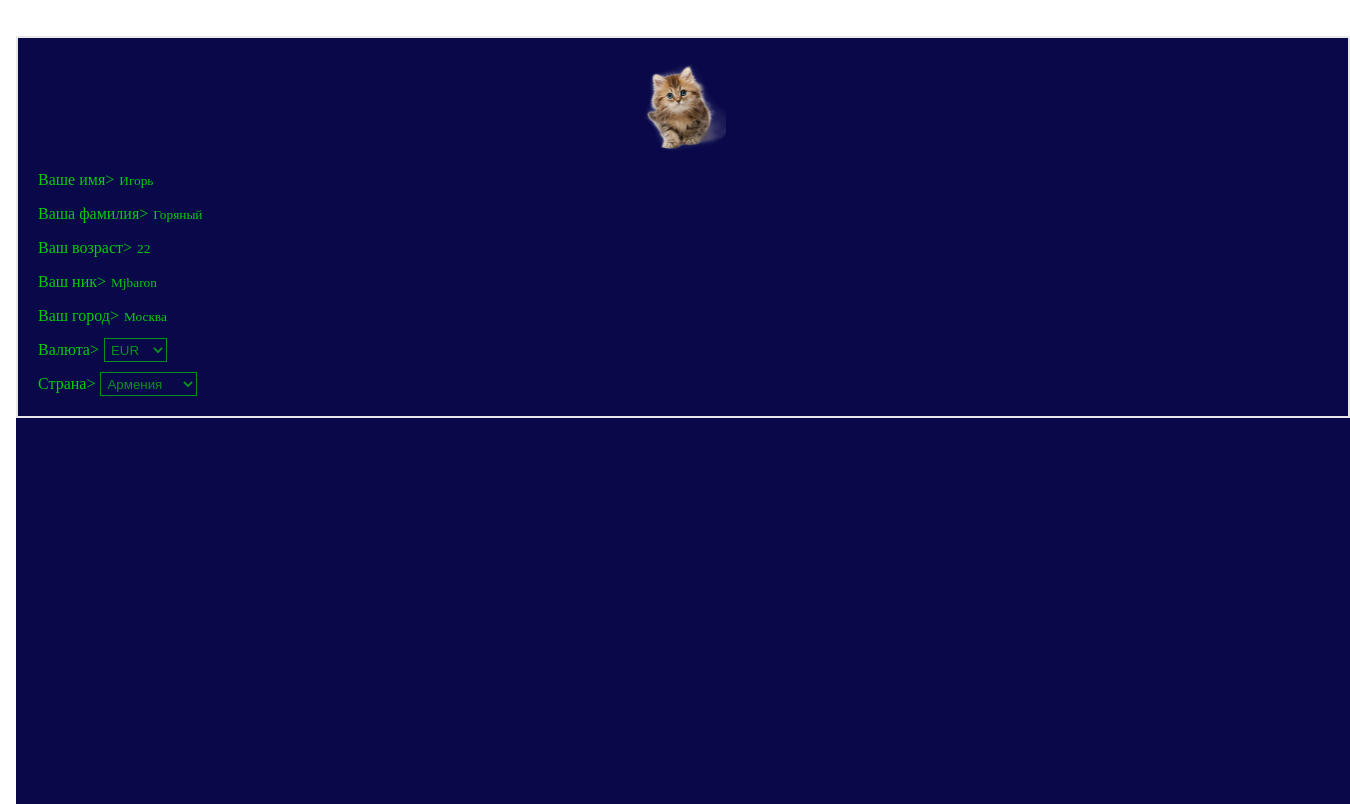 Ваше имя> Игорь
Ваша фамилия> Горяный
Ваш возраст> 22
Ваш ник> Mjbaron
Ваш город> Москва
Валюта> EUR
Страна> Армения